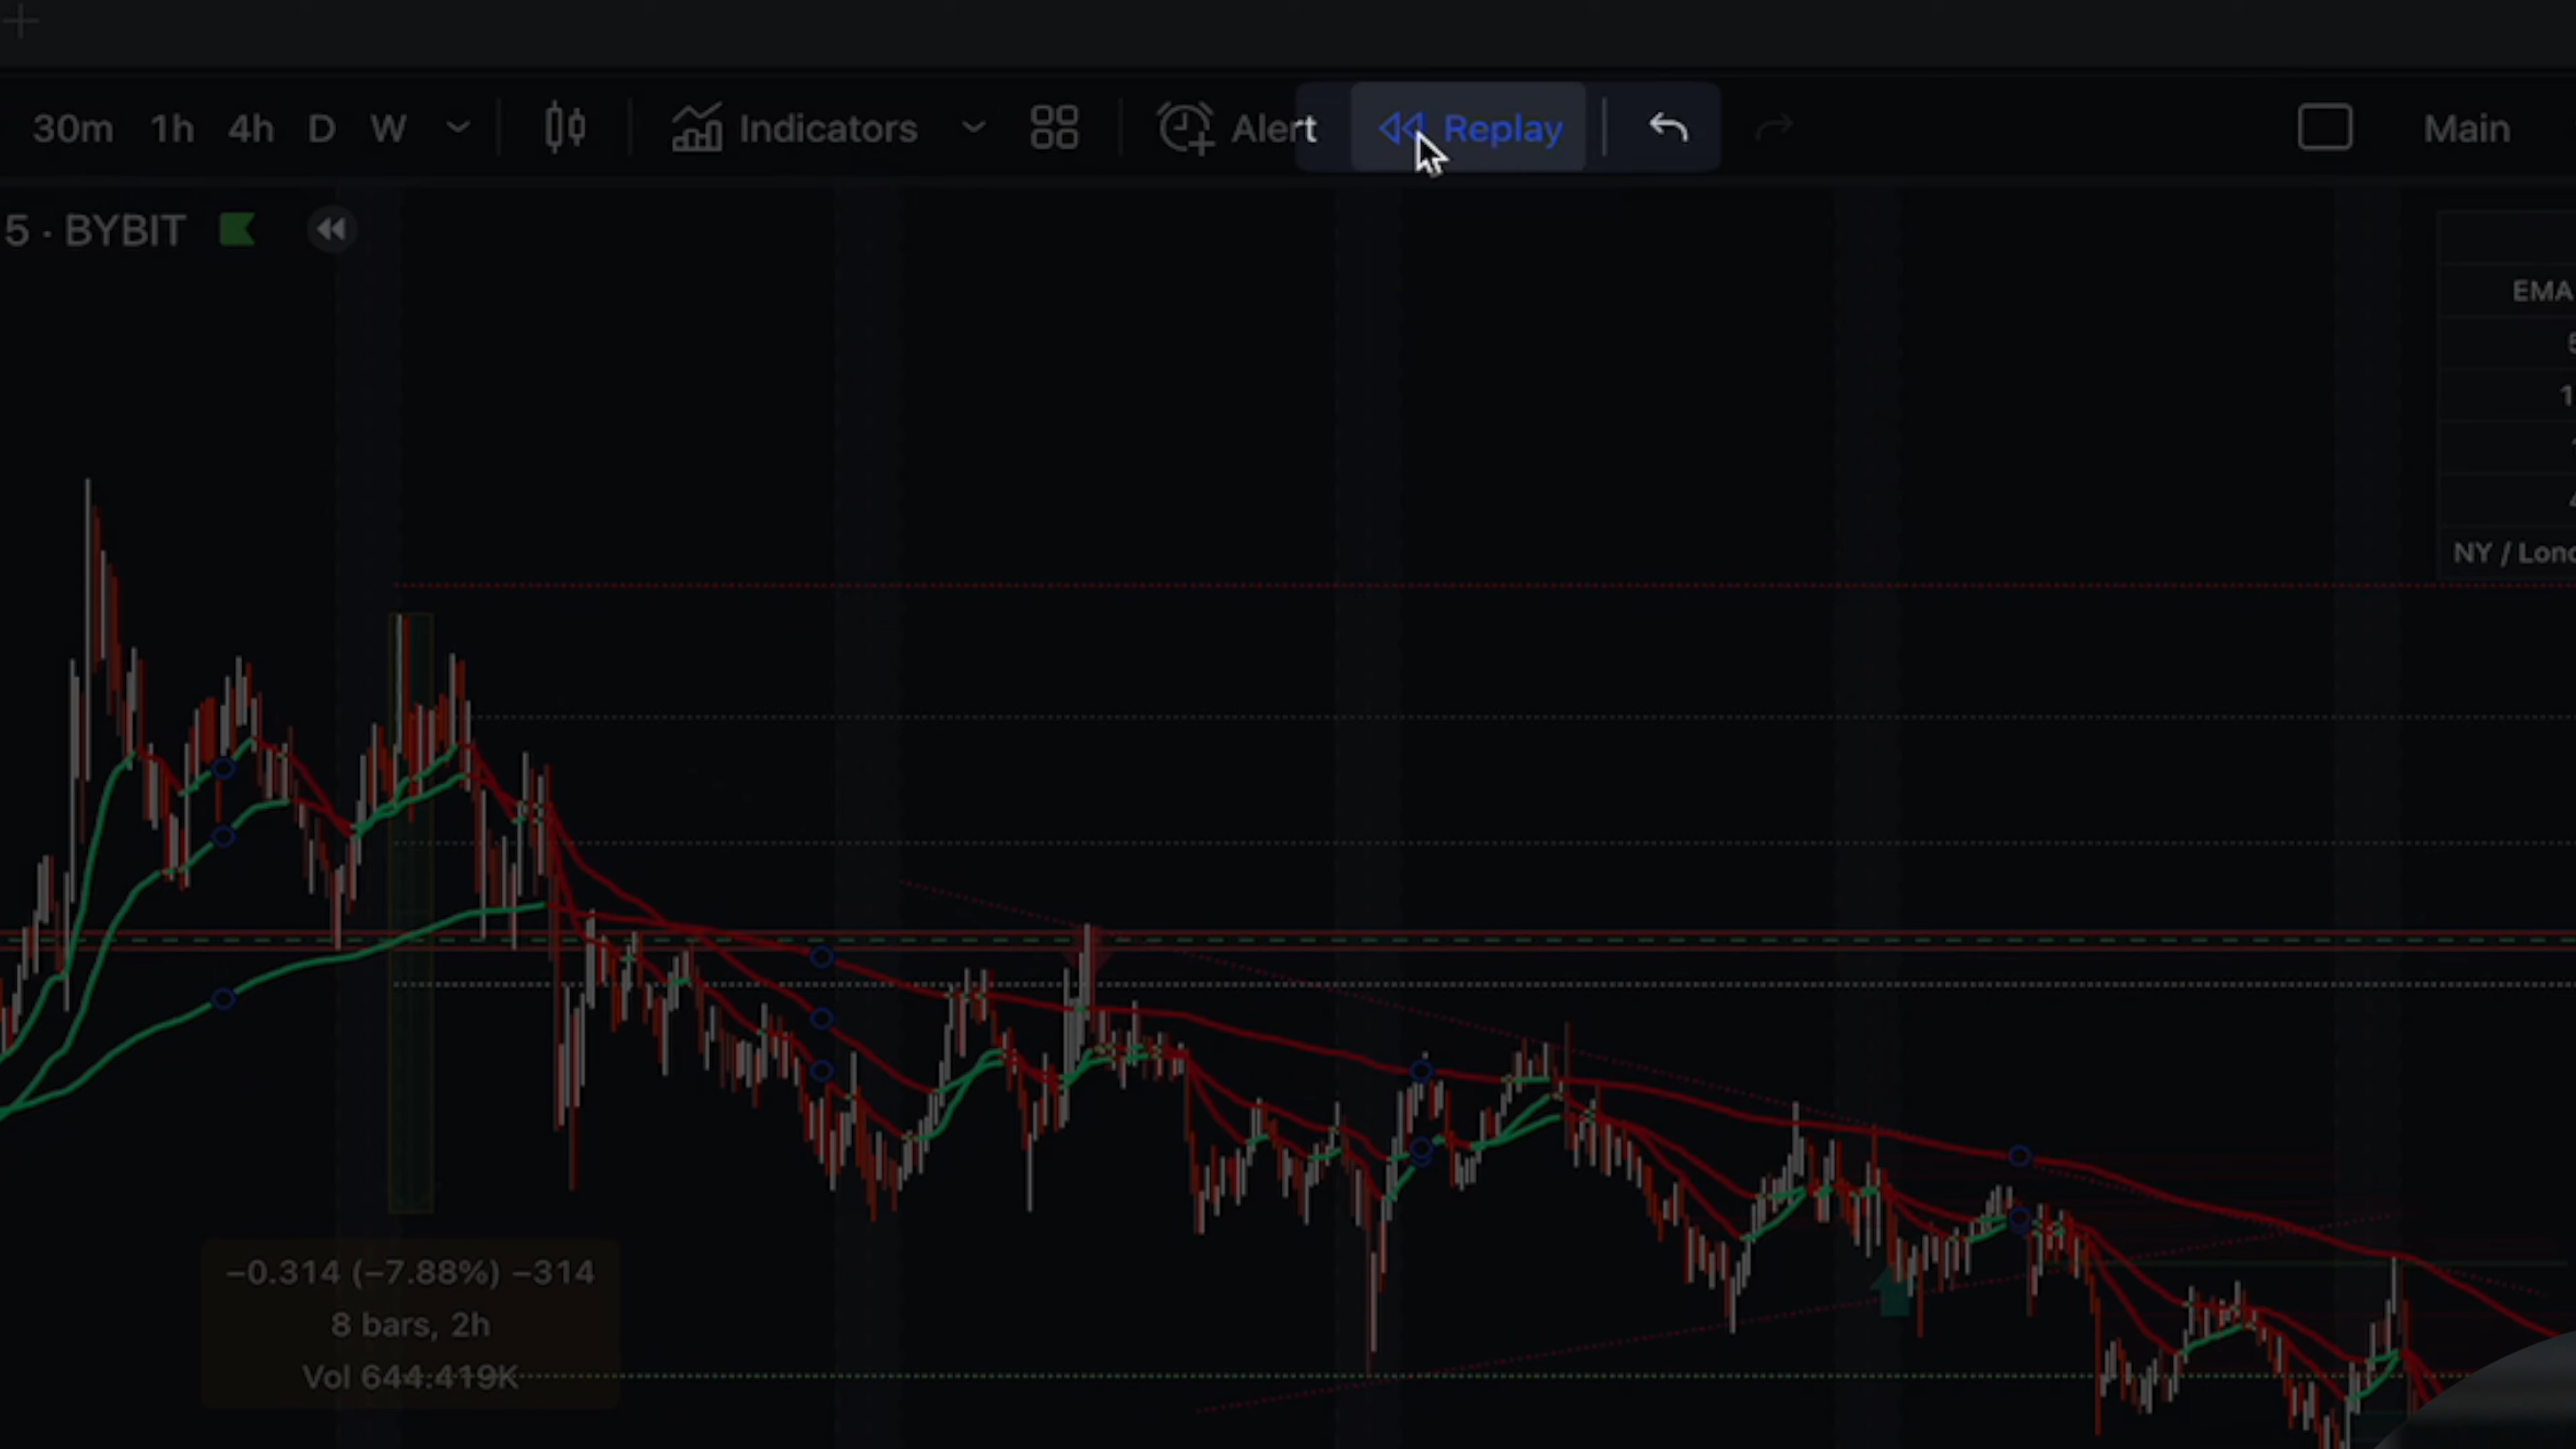 30m 1h 4h D W Indicators Alert Replay Main
5 · BYBIT
EMA
NY / Lond
−0.314 (−7.88%) −314
8 bars, 2h
Vol 644.419K